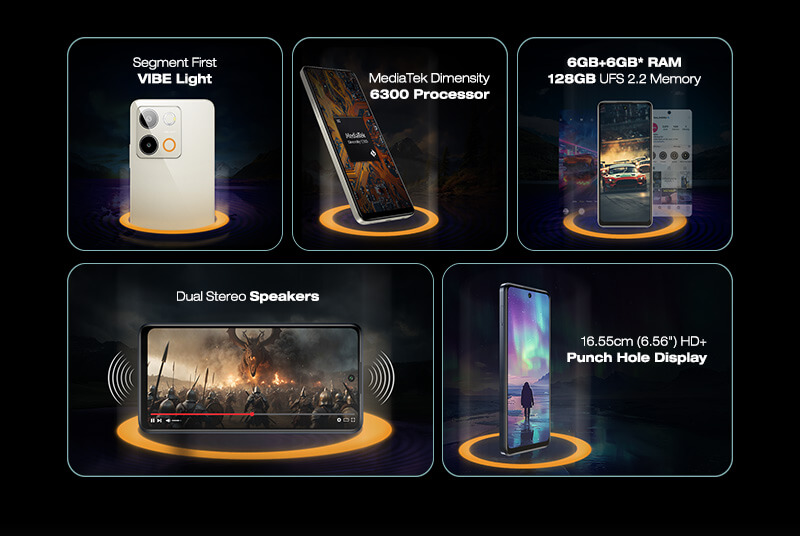 Segment First
VIBE Light
MediaTek Dimensity
6300 Processor
MediaTek
6GB+6GB* RAM
128GB UFS 2.2 Memory
Dual Stereo Speakers
16.55cm (6.56") HD+
Punch Hole Display